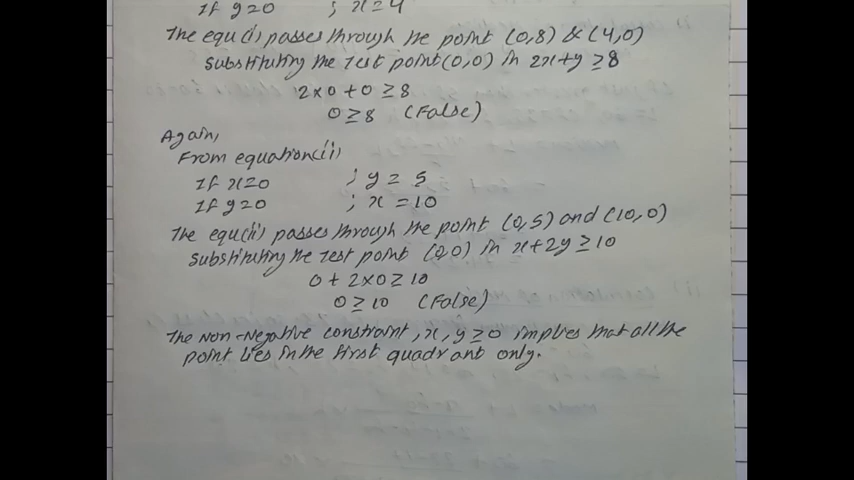 If y=0 ; x=4
The equ(i) passes through the point (0,8) & (4,0)
substituting the test point (0,0) in 2x+y ≥ 8
2×0+0 ≥ 8
0 ≥ 8 (False)
Again,
From equation(ii)
If x=0 ; y = 5
If y=0 ; x = 10
The equ(ii) passes through the point (0,5) and (10,0)
substituting the test point (0,0) in x+2y ≥ 10
0 + 2×0 ≥ 10
0 ≥ 10 (False)
The Non-Negative constraint, x, y ≥ 0 implies that all the
point lies in the first quadrant only.